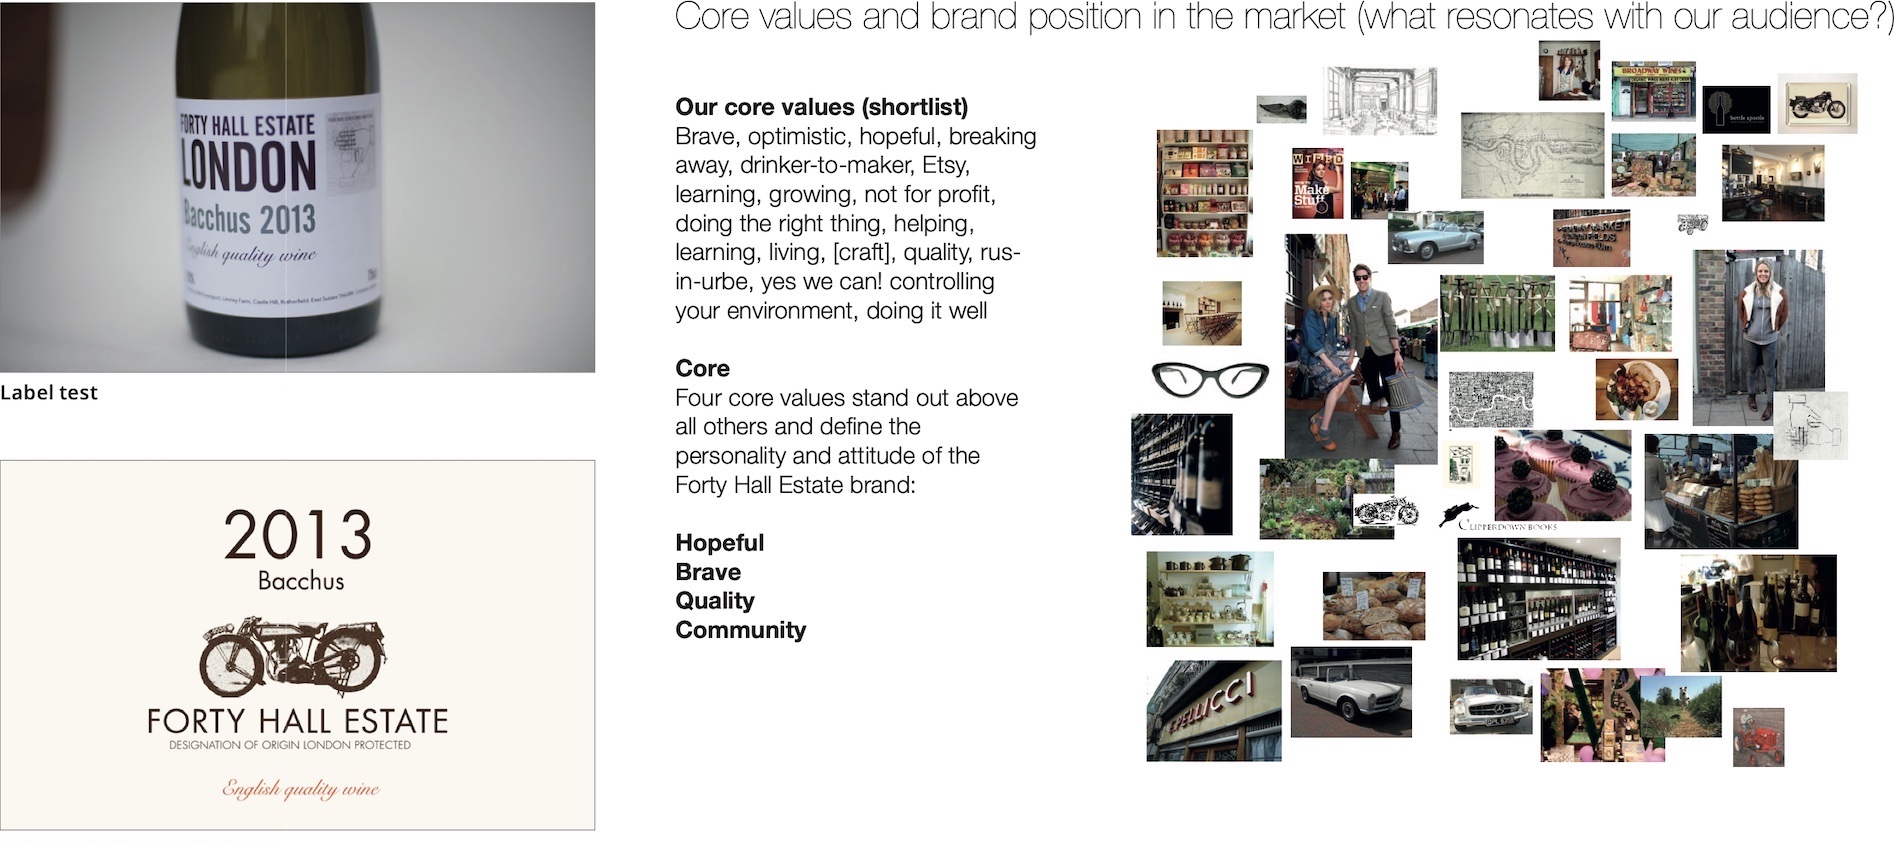 Core values and brand position in the market (what resonates with our audience?)
FORTY HALL ESTATE
LONDON
Bacchus 2013
English quality wine
Label test
2013
Bacchus
FORTY HALL ESTATE
DESIGNATION OF ORIGIN LONDON PROTECTED
English quality wine
Our core values (shortlist)
Brave, optimistic, hopeful, breaking
away, drinker-to-maker, Etsy,
learning, growing, not for profit,
doing the right thing, helping,
learning, living, [craft], quality, rus-
in-urbe, yes we can! controlling
your environment, doing it well
Core
Four core values stand out above
all others and define the
personality and attitude of the
Forty Hall Estate brand:
Hopeful
Brave
Quality
Community
BROADWAY WINES
bottle apostle
WIRED
Make
Stuff
CLIPPERDOWN BOOKS
E.PELLICCI